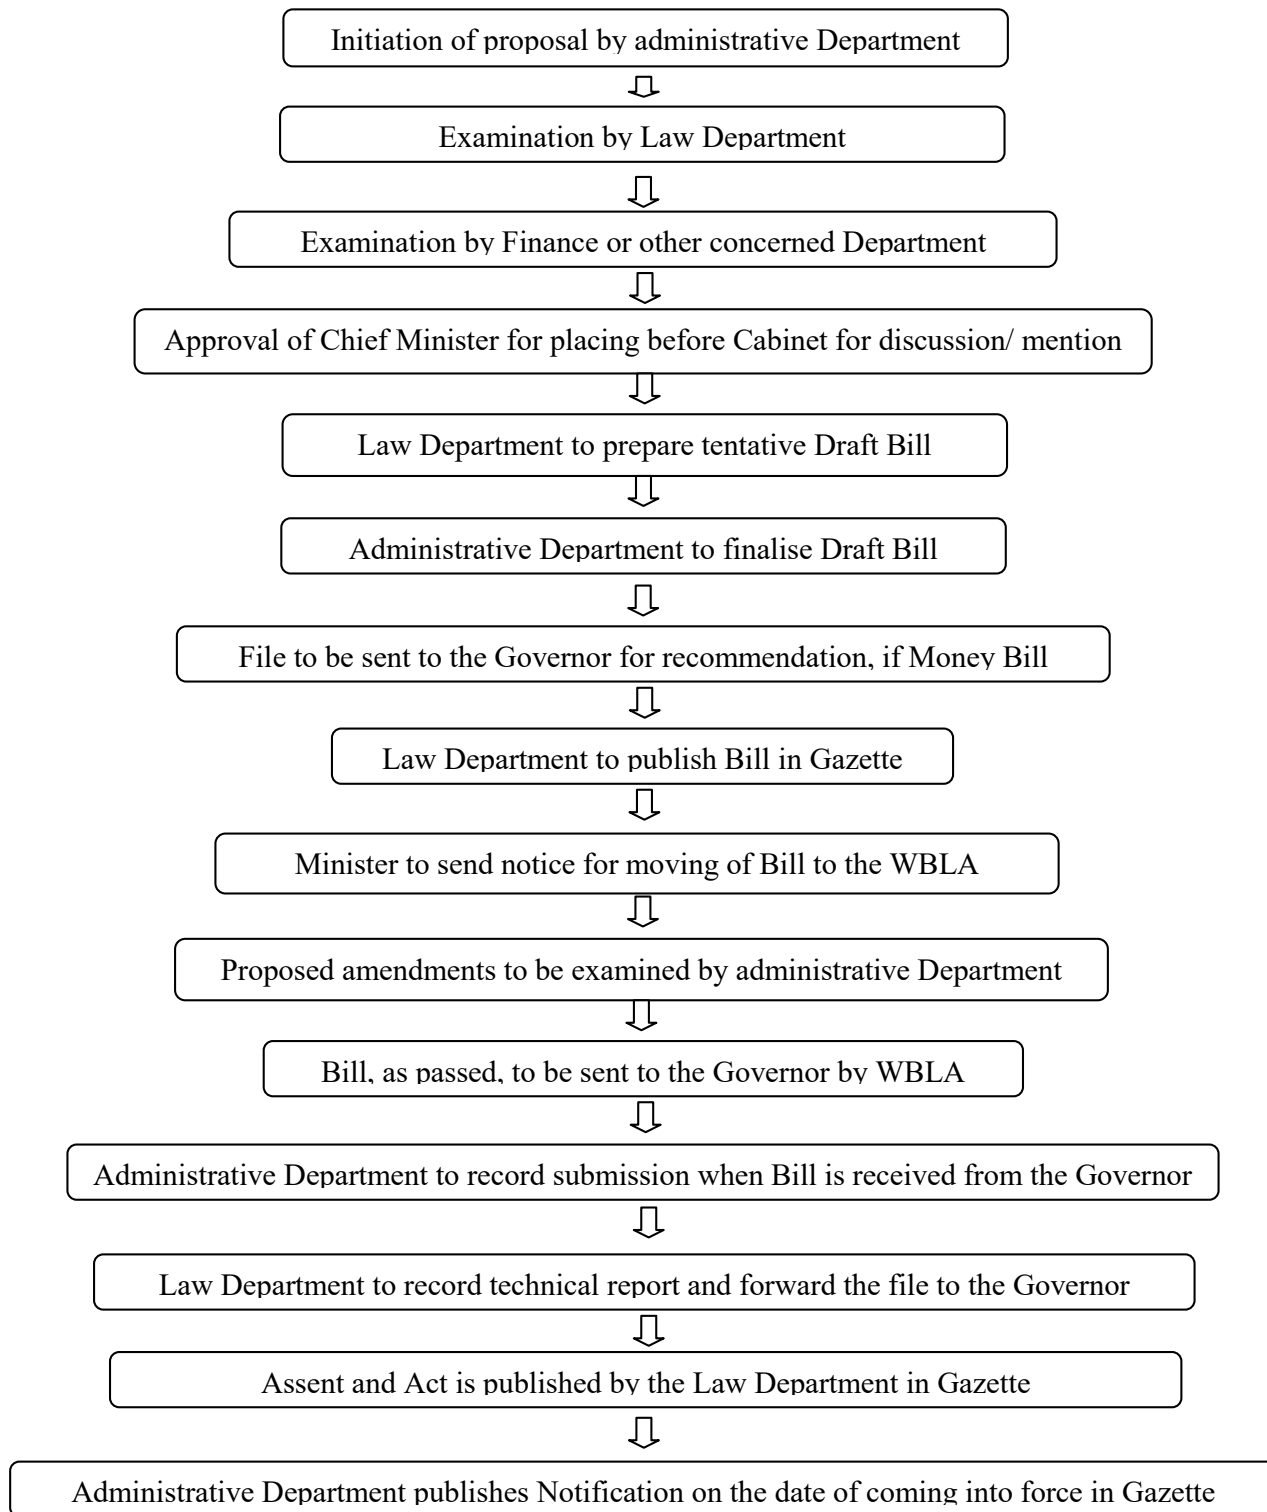 Initiation of proposal by administrative Department
Examination by Law Department
Examination by Finance or other concerned Department
Approval of Chief Minister for placing before Cabinet for discussion/ mention
Law Department to prepare tentative Draft Bill
Administrative Department to finalise Draft Bill
File to be sent to the Governor for recommendation, if Money Bill
Law Department to publish Bill in Gazette
Minister to send notice for moving of Bill to the WBLA
Proposed amendments to be examined by administrative Department
Bill, as passed, to be sent to the Governor by WBLA
Administrative Department to record submission when Bill is received from the Governor
Law Department to record technical report and forward the file to the Governor
Assent and Act is published by the Law Department in Gazette
Administrative Department publishes Notification on the date of coming into force in Gazette